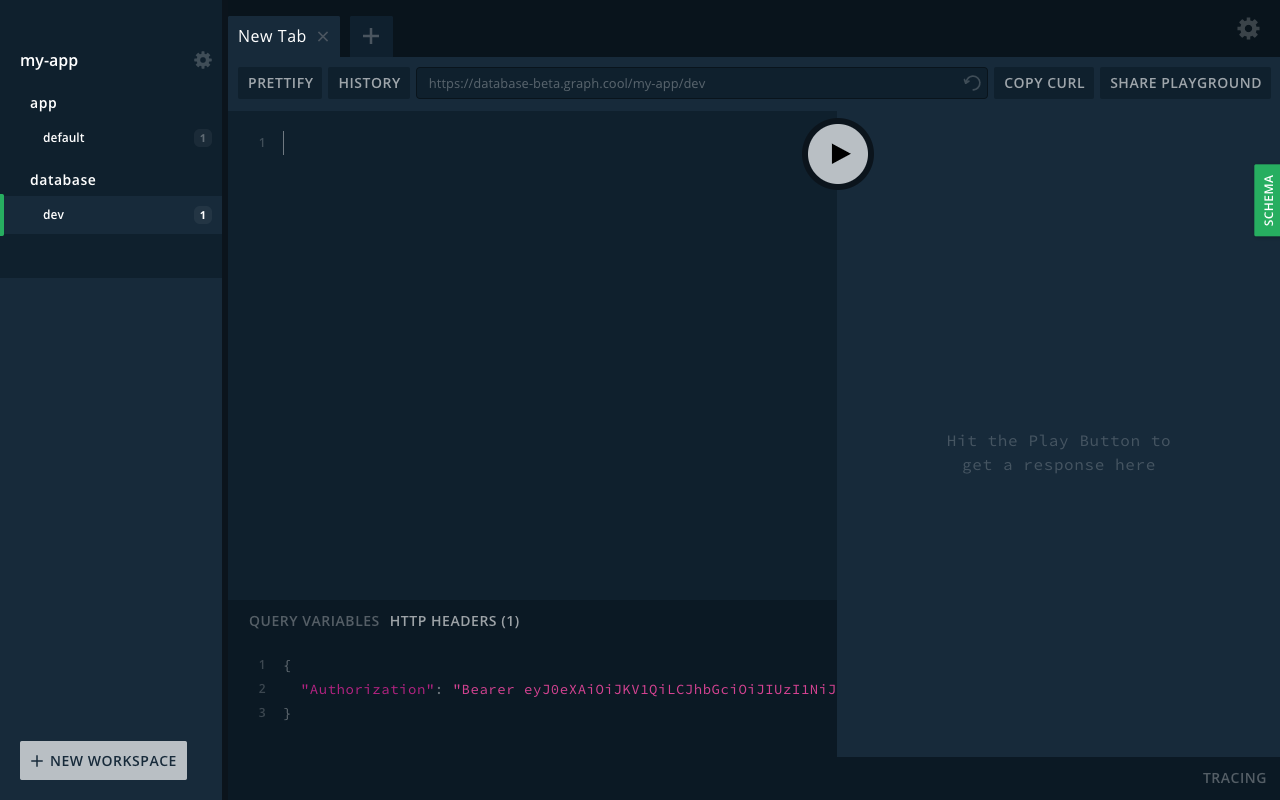 my-app
app
default 1
database
dev 1
+ NEW WORKSPACE
New Tab
PRETTIFY HISTORY https://database-beta.graph.cool/my-app/dev COPY CURL SHARE PLAYGROUND
1
SCHEMA
Hit the Play Button to
get a response here
QUERY VARIABLES HTTP HEADERS (1)
1 {
2 "Authorization": "Bearer eyJ0eXAiOiJKV1QiLCJhbGciOiJIUzI1NiJ
3 }
TRACING